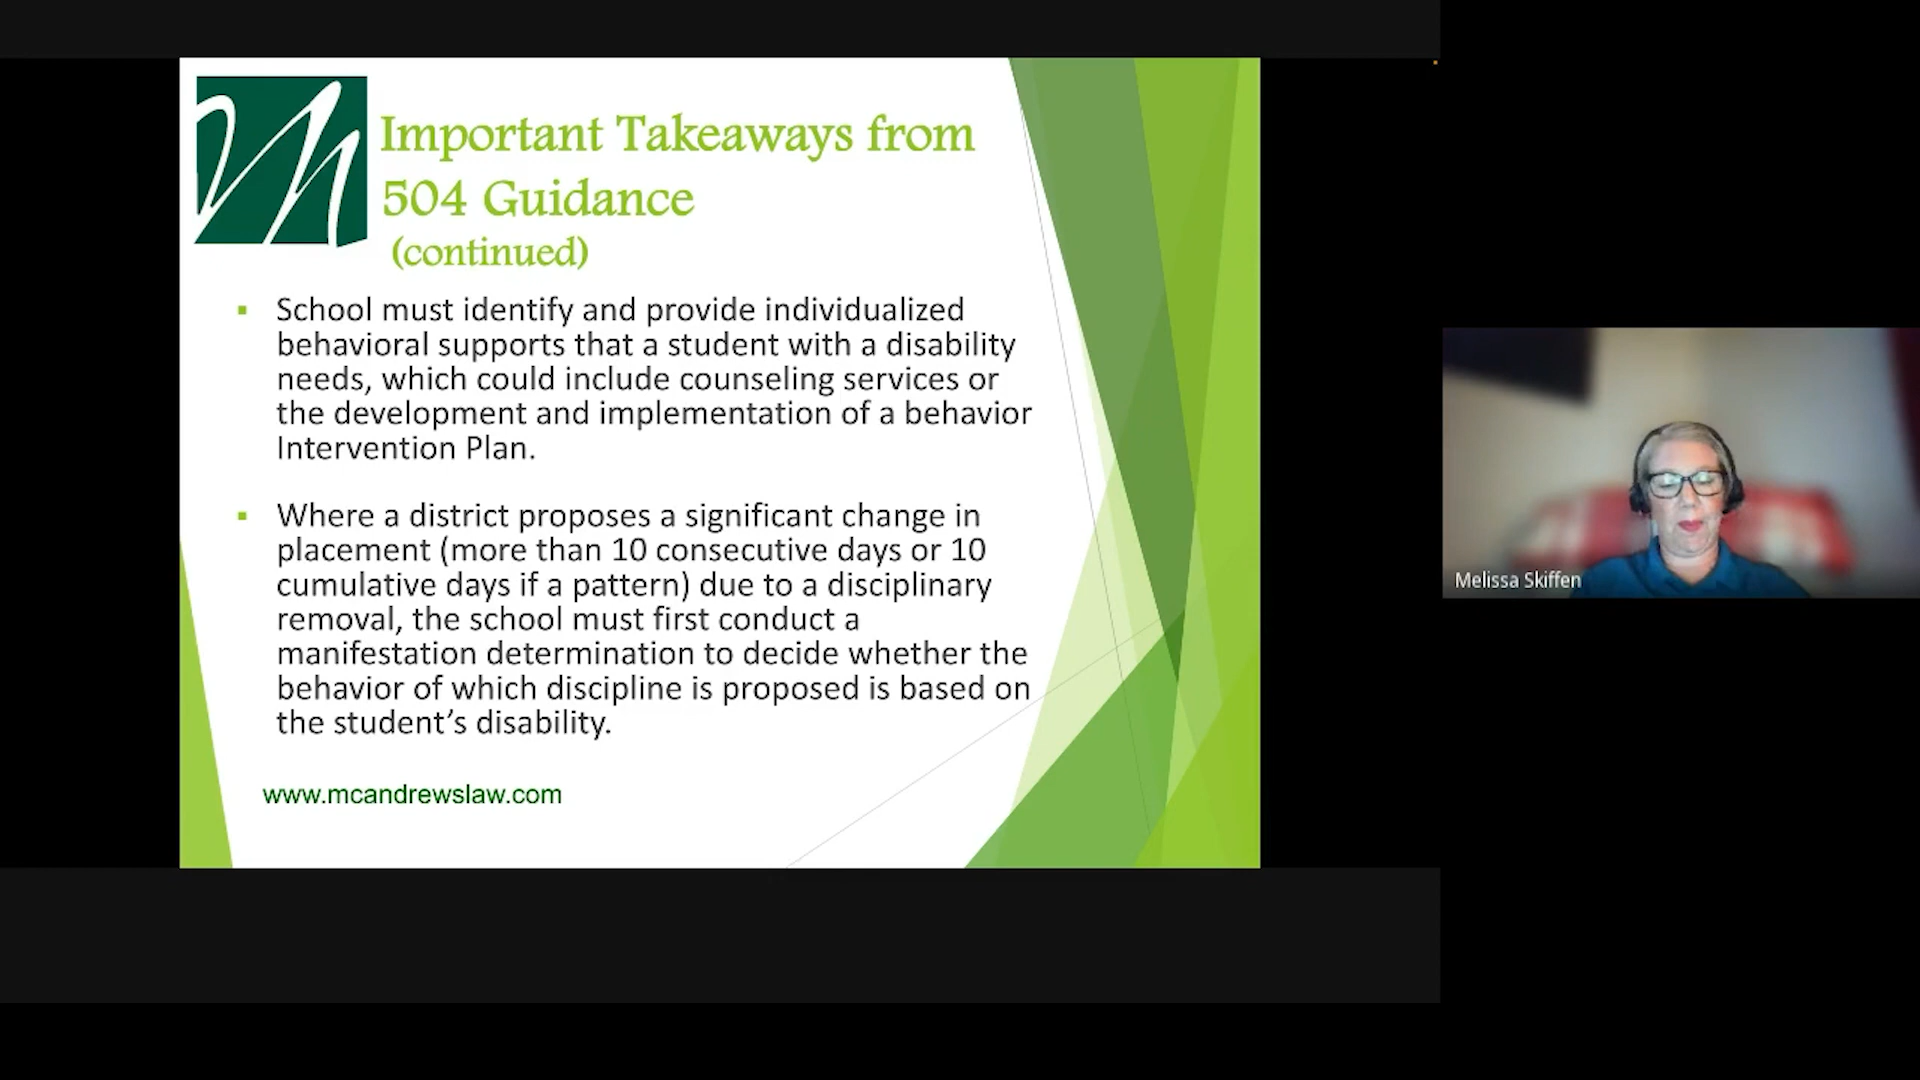 Important Takeaways from
504 Guidance
(continued)
▪ School must identify and provide individualized
behavioral supports that a student with a disability
needs, which could include counseling services or
the development and implementation of a behavior
Intervention Plan.
▪ Where a district proposes a significant change in
placement (more than 10 consecutive days or 10
cumulative days if a pattern) due to a disciplinary
removal, the school must first conduct a
manifestation determination to decide whether the
behavior of which discipline is proposed is based on
the student’s disability.
www.mcandrewslaw.com
Melissa Skiffen